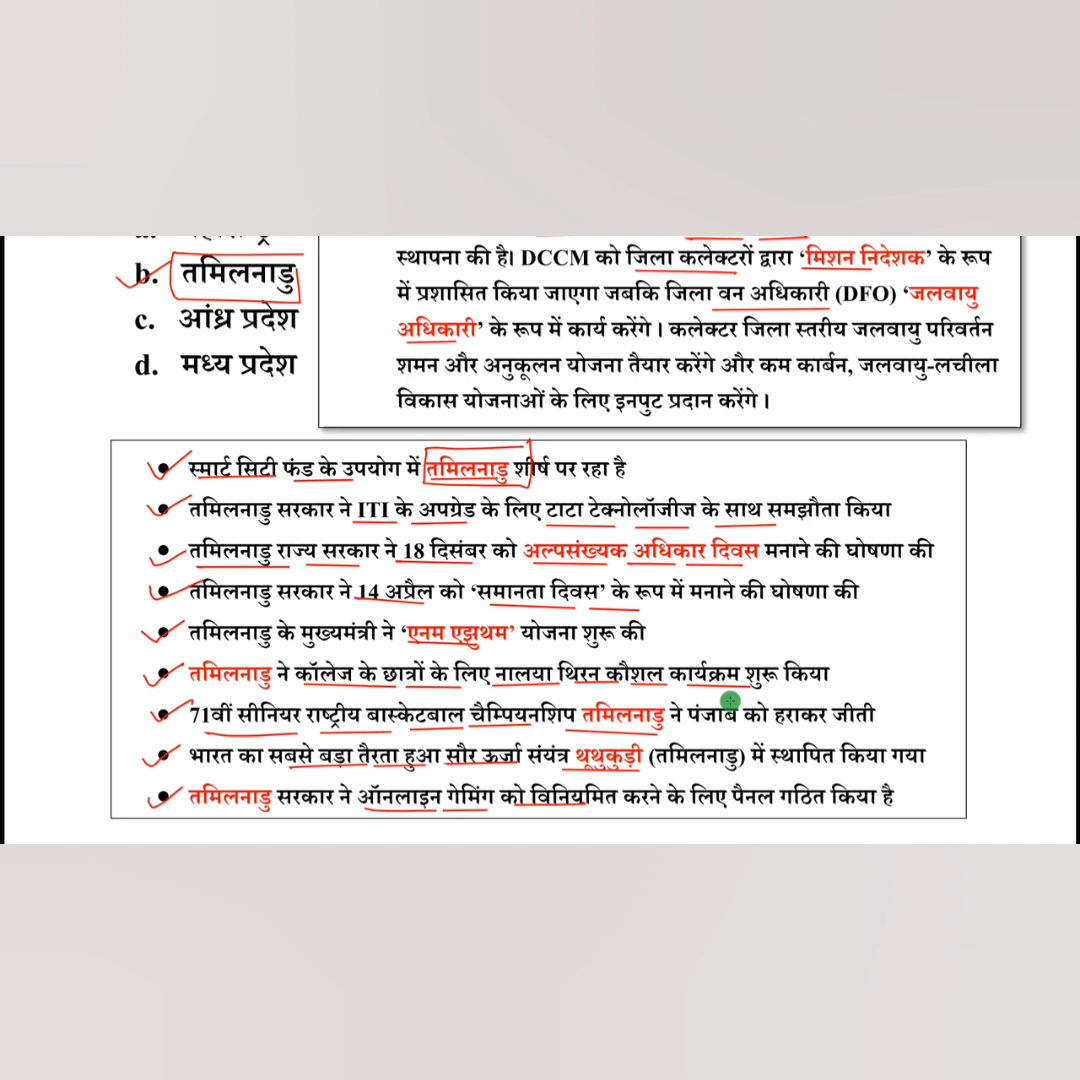 b. तमिलनाडु
c. आंध्र प्रदेश
d. मध्य प्रदेश
स्थापना की है। DCCM को जिला कलेक्टरों द्वारा ‘मिशन निदेशक’ के रूप
में प्रशासित किया जाएगा जबकि जिला वन अधिकारी (DFO) ‘जलवायु
अधिकारी’ के रूप में कार्य करेंगे। कलेक्टर जिला स्तरीय जलवायु परिवर्तन
शमन और अनुकूलन योजना तैयार करेंगे और कम कार्बन, जलवायु-लचीला
विकास योजनाओं के लिए इनपुट प्रदान करेंगे।
• स्मार्ट सिटी फंड के उपयोग में तमिलनाडु शीर्ष पर रहा है
• तमिलनाडु सरकार ने ITI के अपग्रेड के लिए टाटा टेक्नोलॉजीज के साथ समझौता किया
• तमिलनाडु राज्य सरकार ने 18 दिसंबर को अल्पसंख्यक अधिकार दिवस मनाने की घोषणा की
• तमिलनाडु सरकार ने 14 अप्रैल को ‘समानता दिवस’ के रूप में मनाने की घोषणा की
• तमिलनाडु के मुख्यमंत्री ने ‘एनम एझुथम’ योजना शुरू की
• तमिलनाडु ने कॉलेज के छात्रों के लिए नालया थिरन कौशल कार्यक्रम शुरू किया
• 71वीं सीनियर राष्ट्रीय बास्केटबाल चैम्पियनशिप तमिलनाडु ने पंजाब को हराकर जीती
• भारत का सबसे बड़ा तैरता हुआ सौर ऊर्जा संयंत्र थूथुकुड़ी (तमिलनाडु) में स्थापित किया गया
• तमिलनाडु सरकार ने ऑनलाइन गेमिंग को विनियमित करने के लिए पैनल गठित किया है